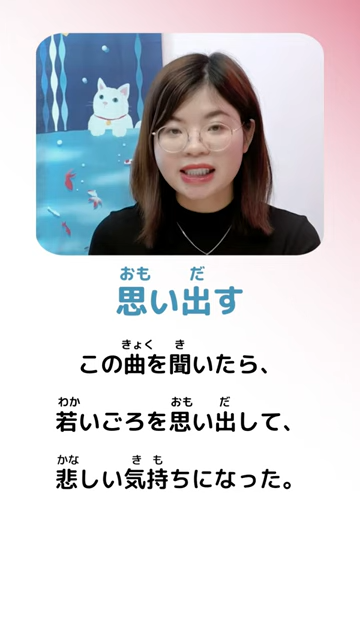 おも だ
思い出す
きょく き
この曲を聞いたら、
わか おも だ
若いごろを思い出して、
かな き も
悲しい気持ちになった。